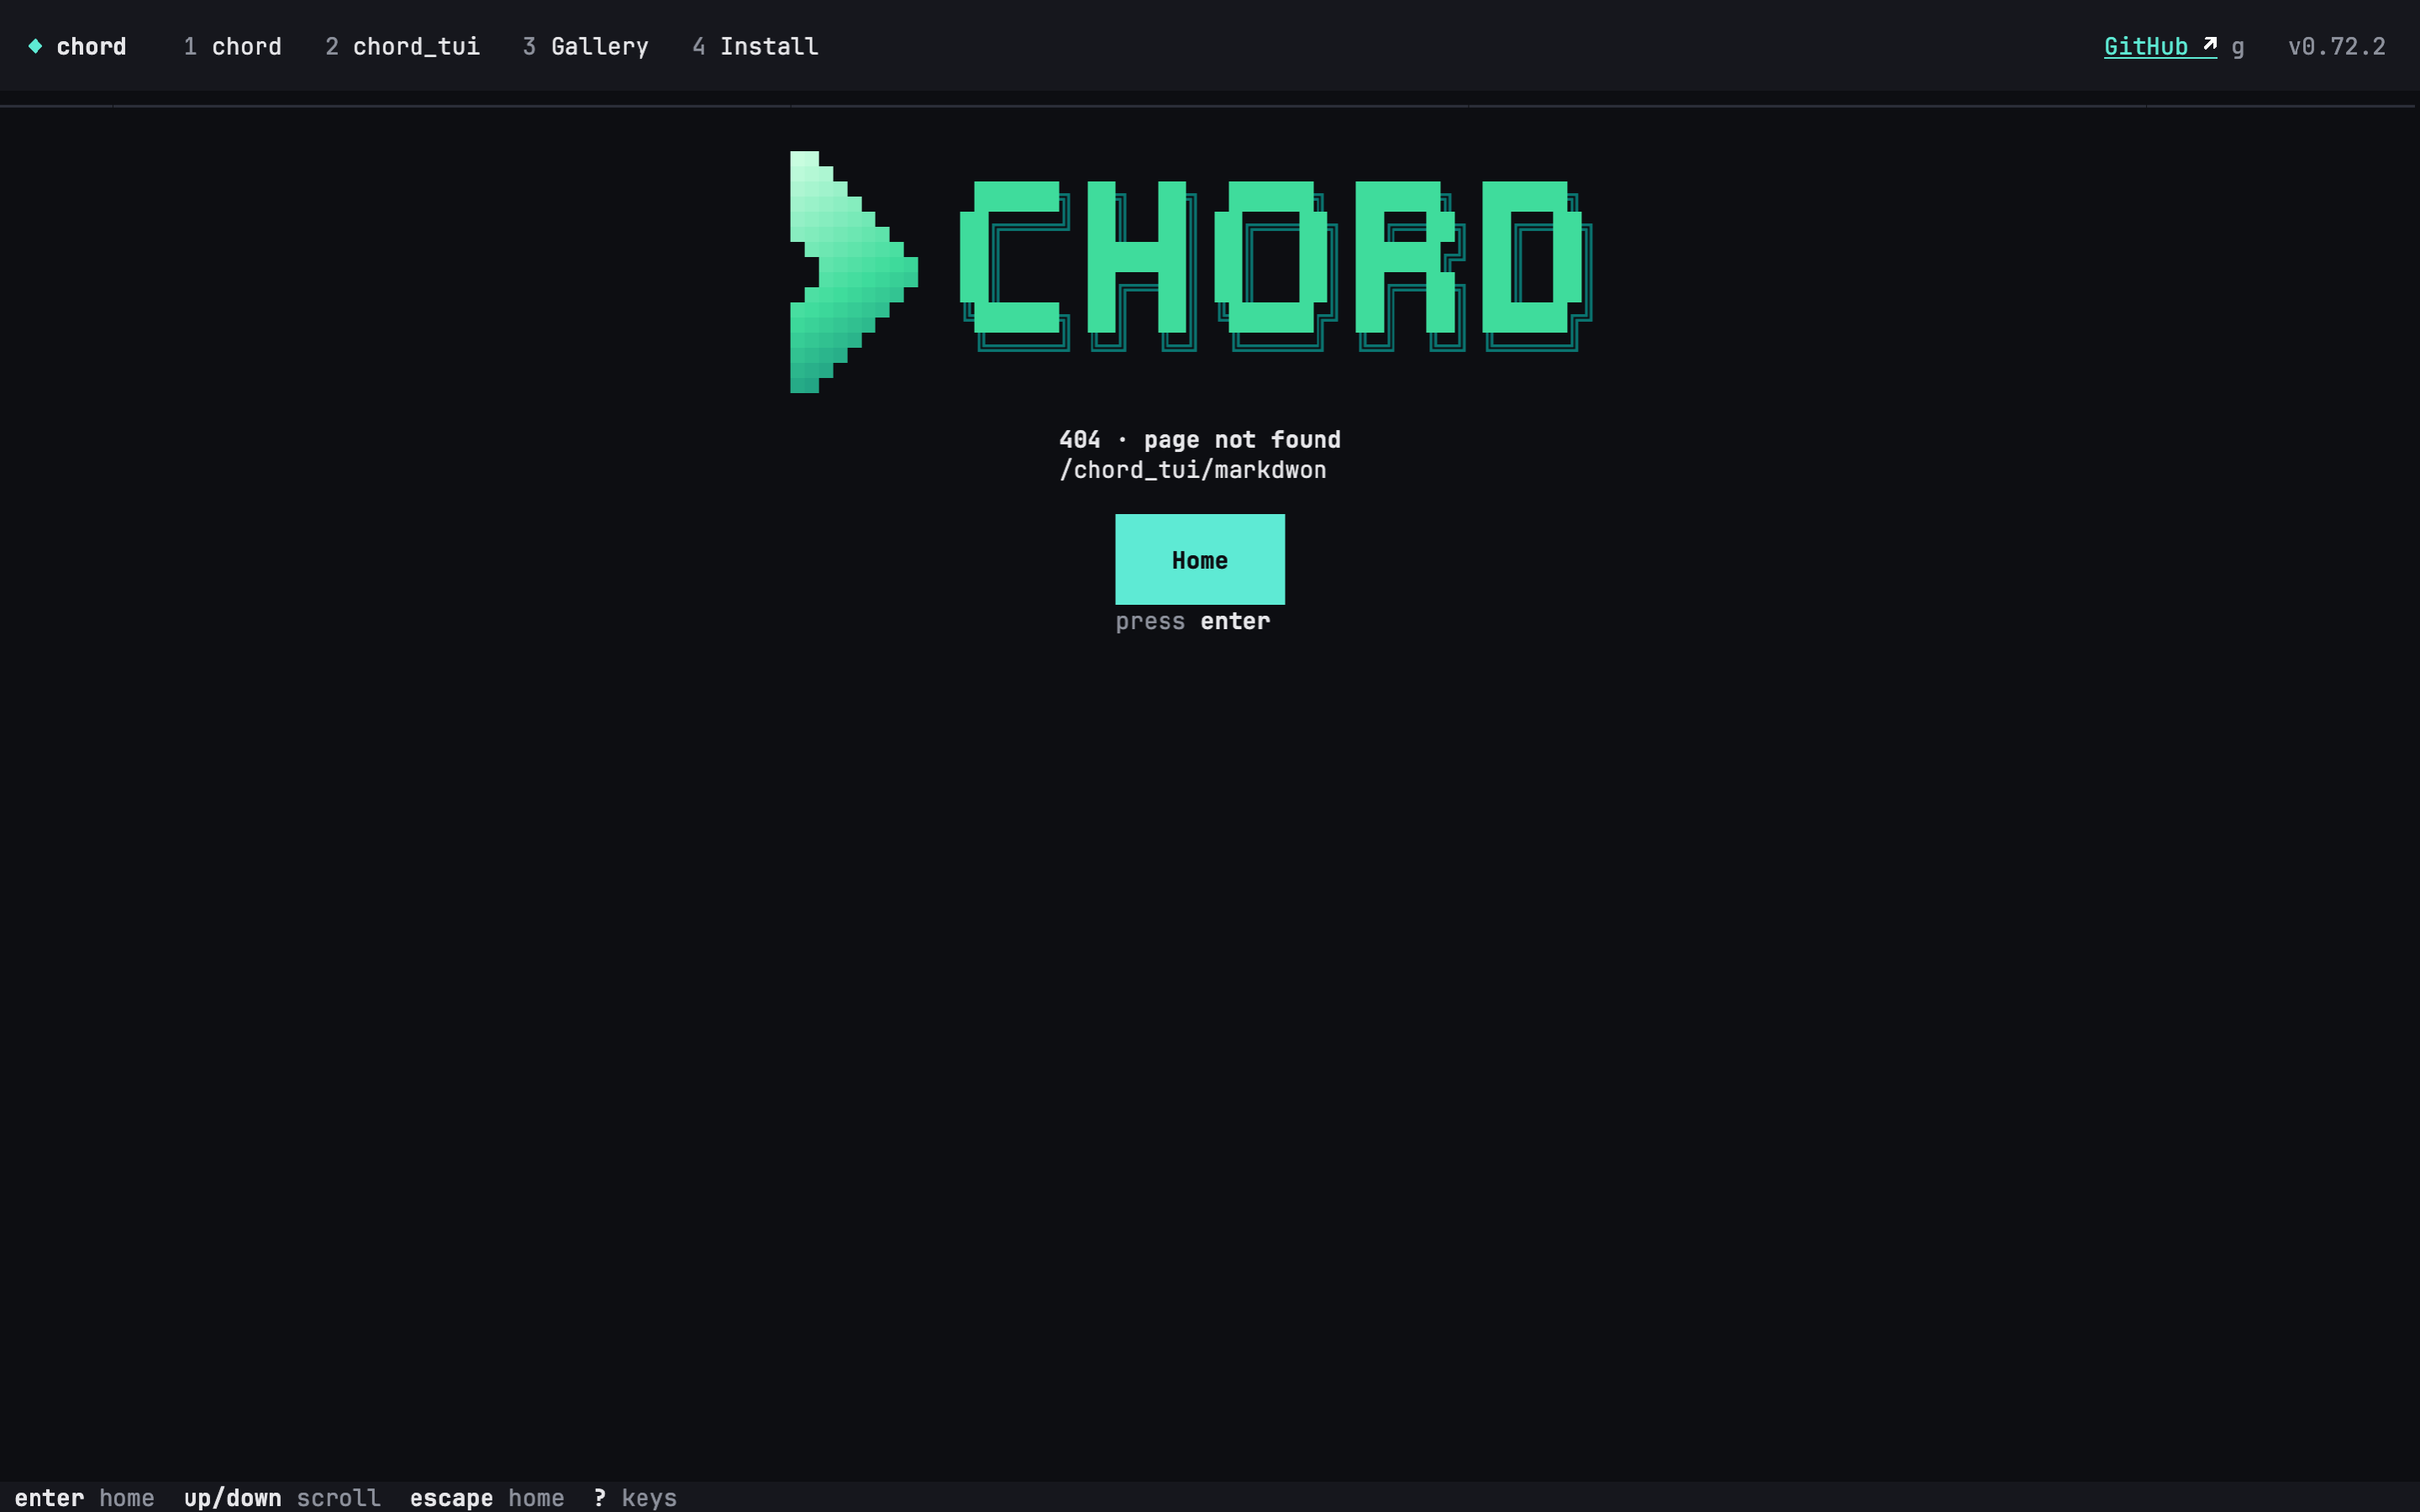 ◆ chord 1 chord 2 chord_tui 3 Gallery 4 Install GitHub ↗ g v0.72.2
CHORD
404 · page not found
/chord_tui/markdwon
Home
press enter
enter home up/down scroll escape home ? keys